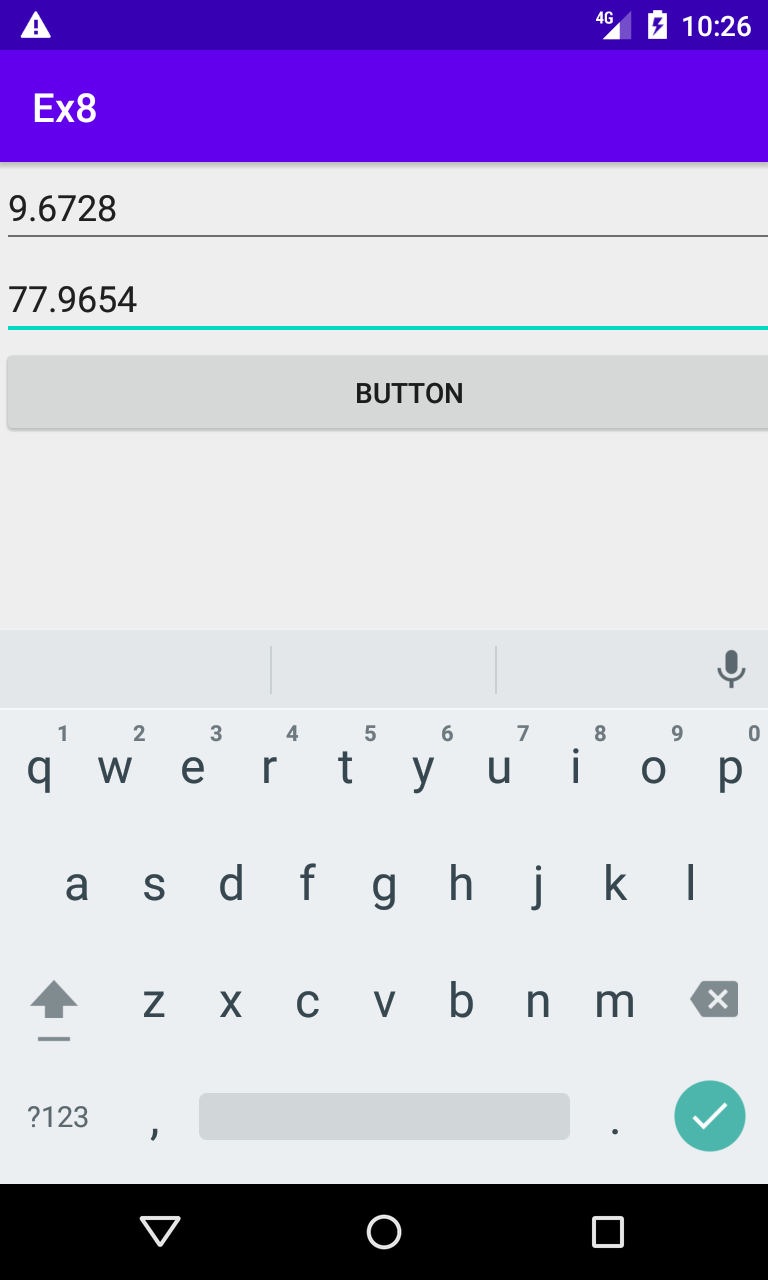 4G 10:26
Ex8
9.6728
77.9654
BUTTON
1 2 3 4 5 6 7 8 9 0
q w e r t y u i o p
a s d f g h j k l
z x c v b n m
?123 , .